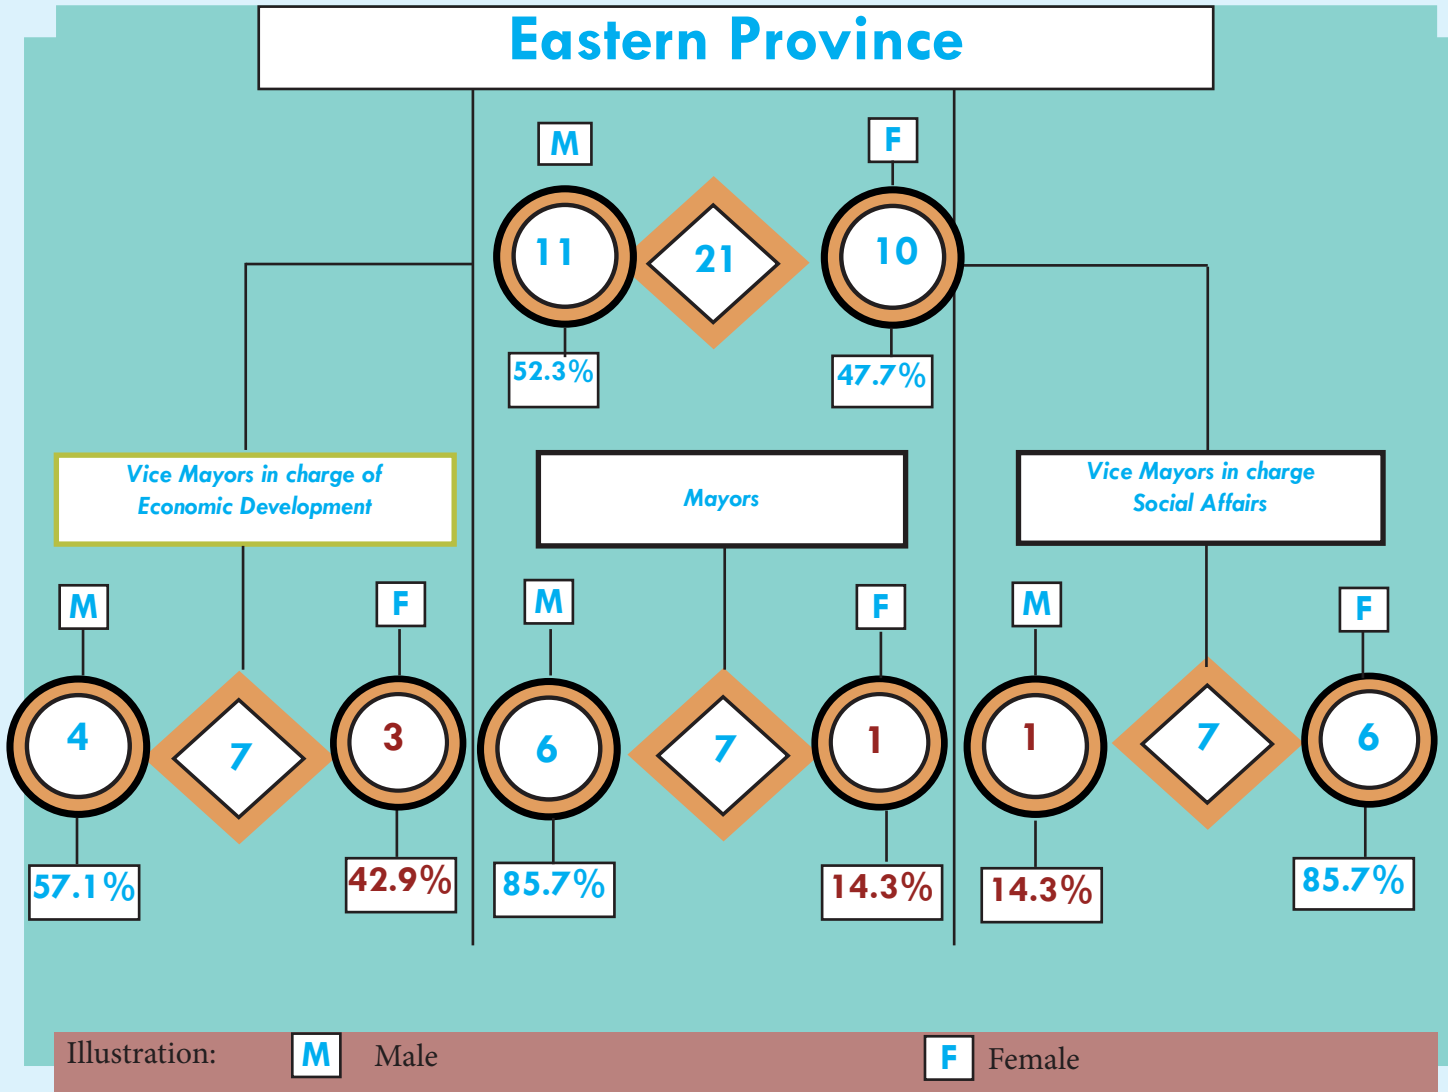 Eastern Province
M
F
11
21
10
52.3%
47.7%
Vice Mayors in charge of
Economic Development
Mayors
Vice Mayors in charge
Social Affairs
M
F
M
F
M
F
4
7
3
6
7
1
1
7
6
57.1%
42.9%
85.7%
14.3%
14.3%
85.7%
Illustration: M Male F Female